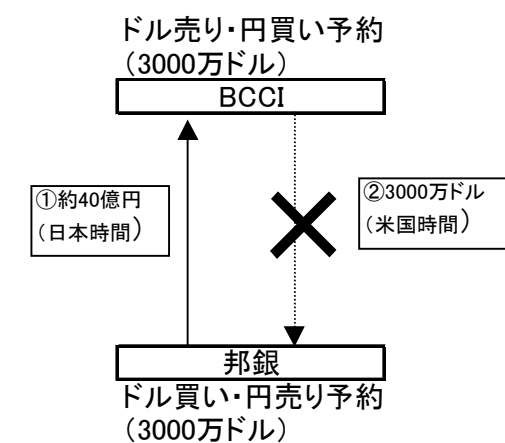 ドル売り・円買い予約
（3000万ドル）
BCCI
①約40億円
（日本時間）
②3000万ドル
（米国時間）
邦銀
ドル買い・円売り予約
（3000万ドル）